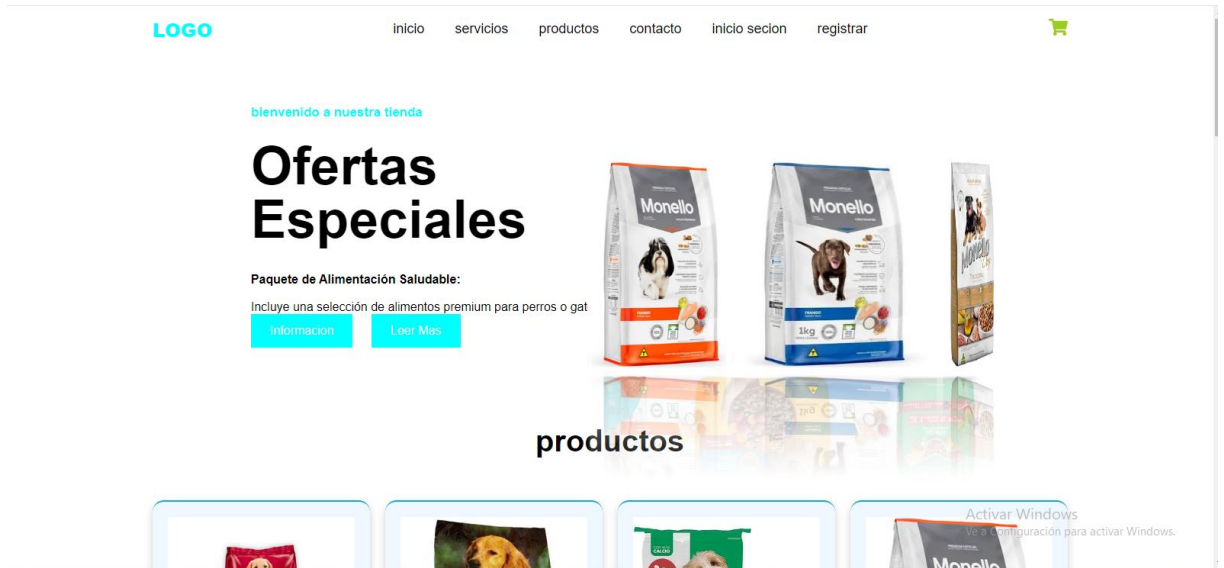 LOGO
inicio servicios productos contacto inicio secion registrar
bienvenido a nuestra tienda
Ofertas
Especiales
Paquete de Alimentación Saludable:
Incluye una selección de alimentos premium para perros o gat
Informacion Leer Mas
Monello
Monello
1kg
MONELLO
productos
Activar Windows
Ve a Configuración para activar Windows.
CALCIO
Monello